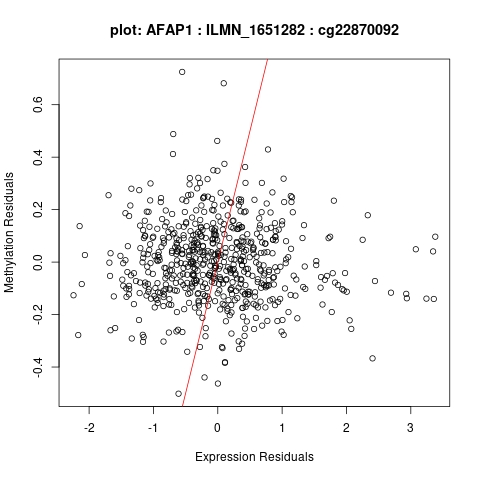 plot: AFAP1 : ILMN_1651282 : cg22870092
Methylation Residuals
0.6
0.4
0.2
0.0
-0.2
-0.4
-2 -1 0 1 2 3
Expression Residuals